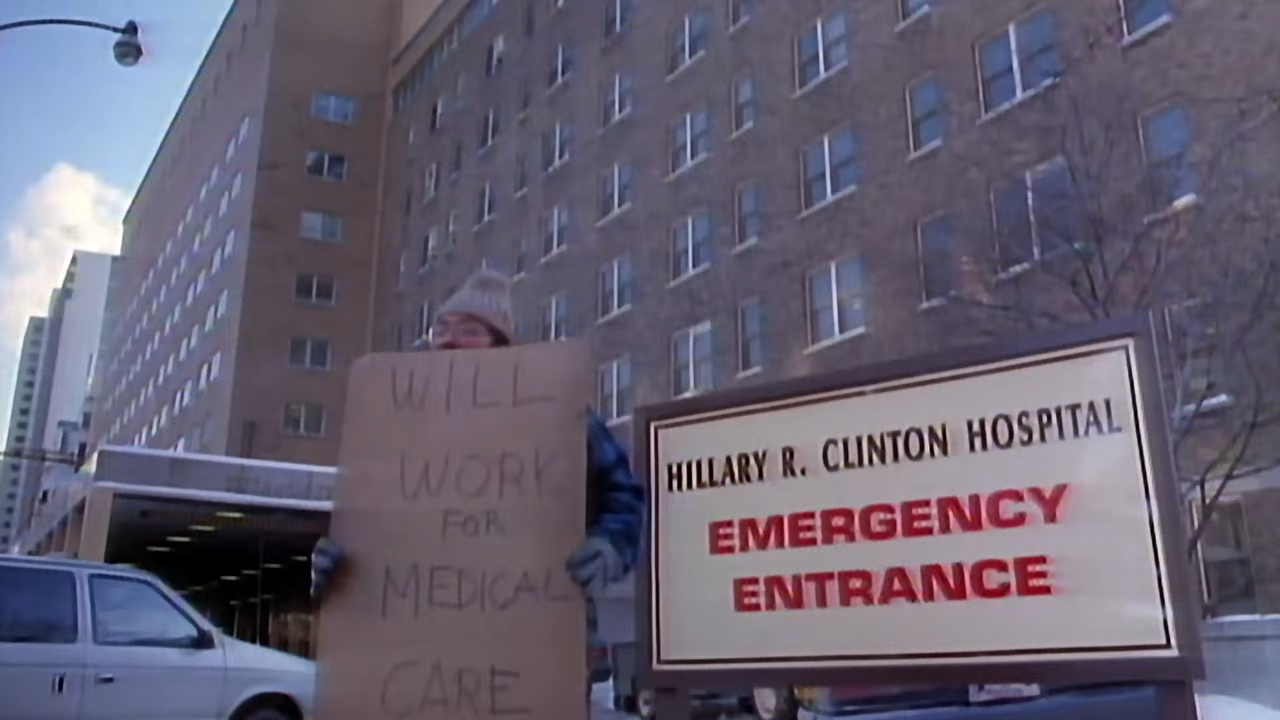 WILL
WORK
FOR
MEDICAL
CARE
HILLARY R. CLINTON HOSPITAL
EMERGENCY
ENTRANCE